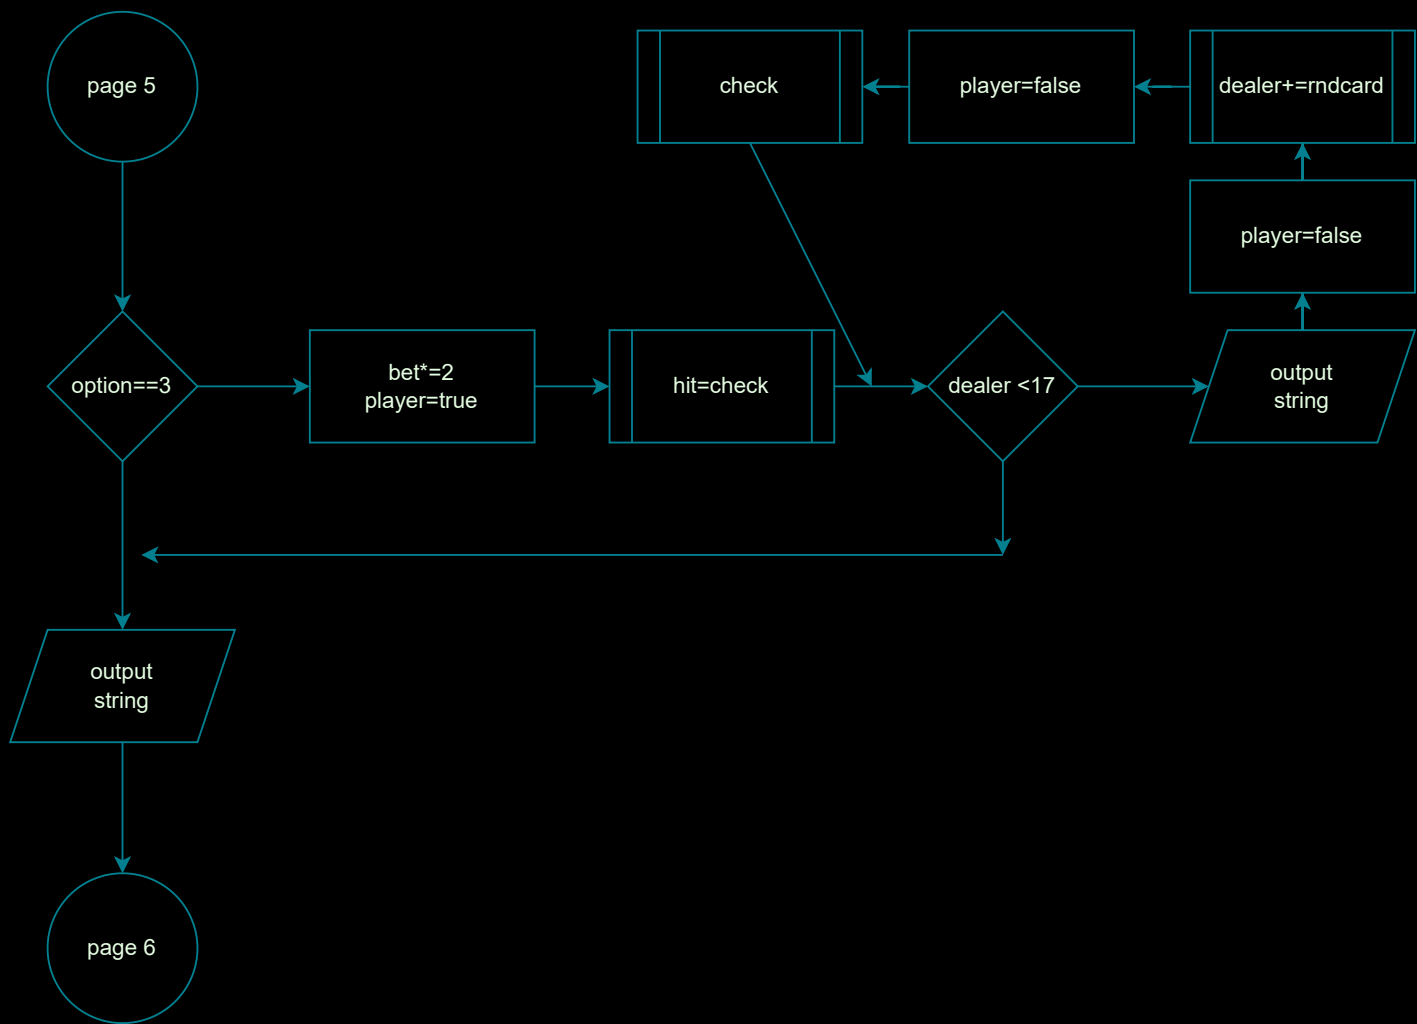 page 5
check
player=false
dealer+=rndcard
player=false
option==3
bet*=2
player=true
hit=check
dealer <17
output
string
output
string
page 6